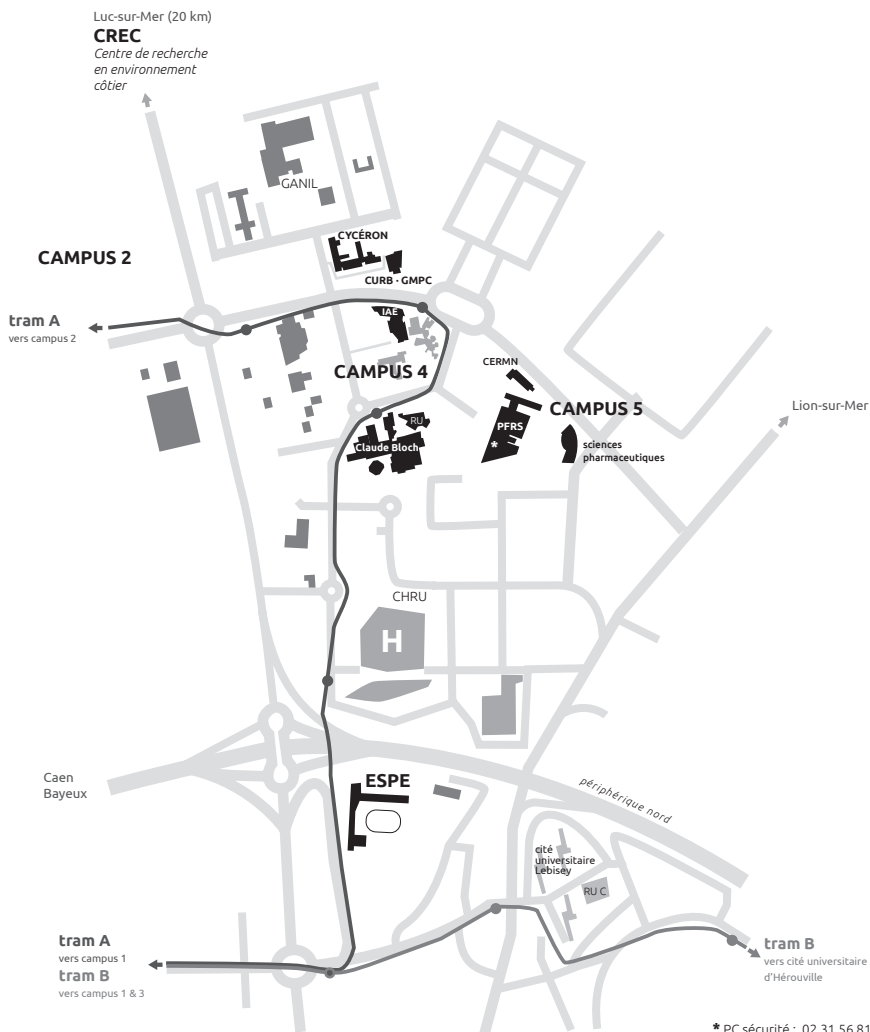 Luc-sur-Mer (20 km)
CREC
Centre de recherche
en environnement
côtier
GANIL
CYCÉRON
CAMPUS 2
CURB · GMPC
IAE
tram A
vers campus 2
CERMN
CAMPUS 4
CAMPUS 5
Lion-sur-Mer
RU
PFRS
*
Claude Bloch
sciences
pharmaceutiques
CHRU
H
ESPE
Caen
Bayeux
périphérique nord
cité
universitaire
Lebisey
RU C
tram A
vers campus 1
tram B
vers campus 1 & 3
tram B
vers cité universitaire
d'Hérouville
* PC sécurité : 02 31 56 81